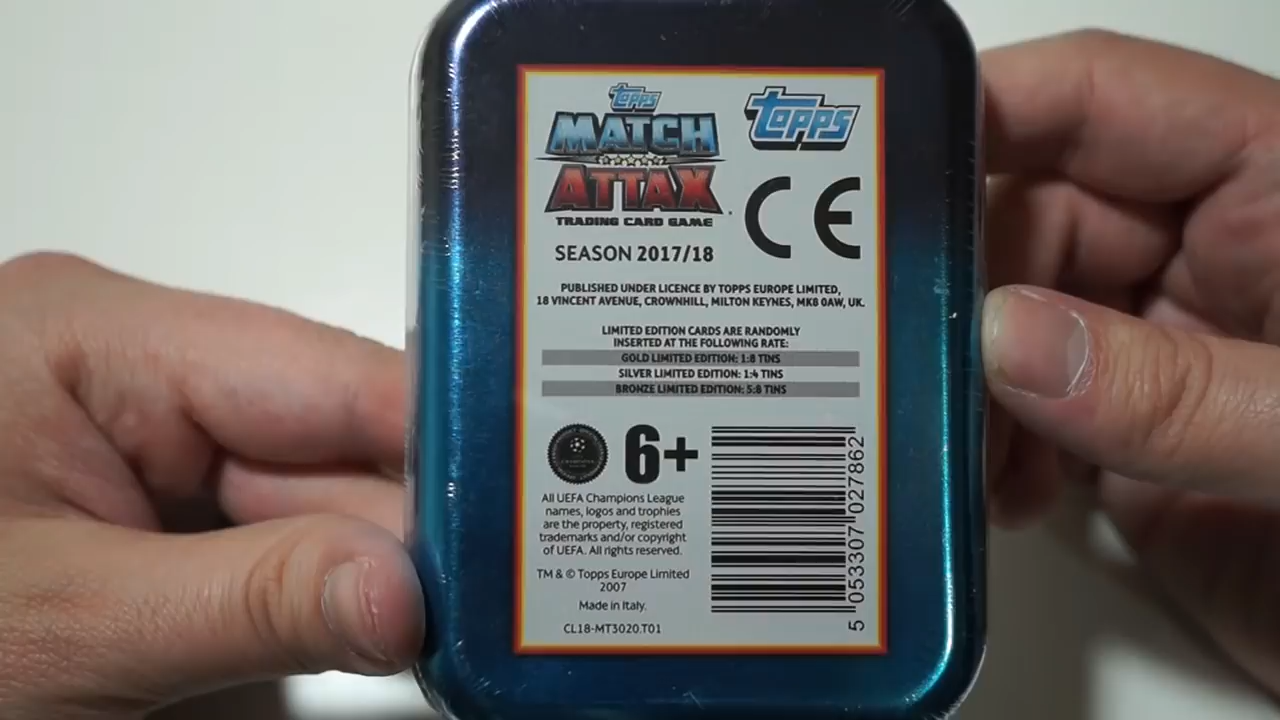 Topps
MATCH
ATTAX
TRADING CARD GAME
SEASON 2017/18
Topps
CE
PUBLISHED UNDER LICENCE BY TOPPS EUROPE LIMITED,
18 VINCENT AVENUE, CROWNHILL, MILTON KEYNES, MK8 0AW, UK.
LIMITED EDITION CARDS ARE RANDOMLY
INSERTED AT THE FOLLOWING RATE:
GOLD LIMITED EDITION: 1:8 TINS
SILVER LIMITED EDITION: 1:4 TINS
BRONZE LIMITED EDITION: 5:8 TINS
6+
All UEFA Champions League
names, logos and trophies
are the property, registered
trademarks and/or copyright
of UEFA. All rights reserved.
TM & © Topps Europe Limited
2007
Made in Italy.
CL18-MT3020.T01
5 053307 027862